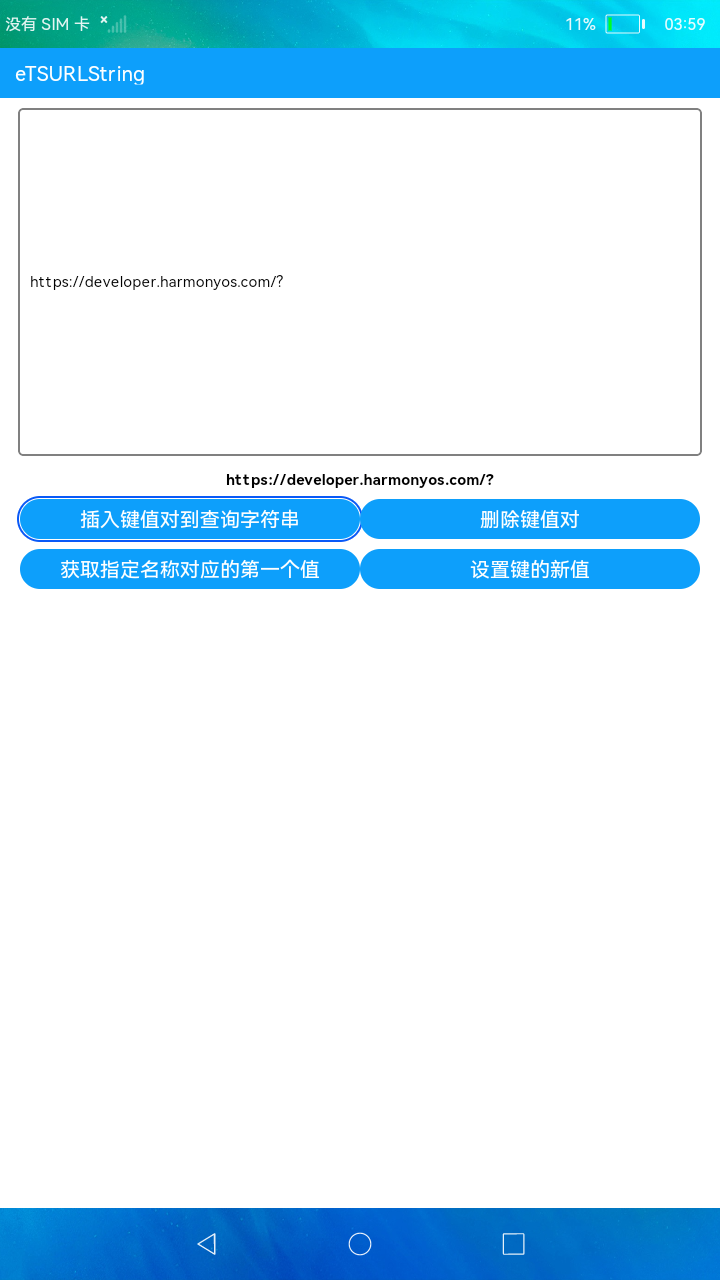 没有 SIM 卡 11% 03:59
eTSURLString
https://developer.harmonyos.com/?
https://developer.harmonyos.com/?
插入键值对到查询字符串 删除键值对
获取指定名称对应的第一个值 设置键的新值